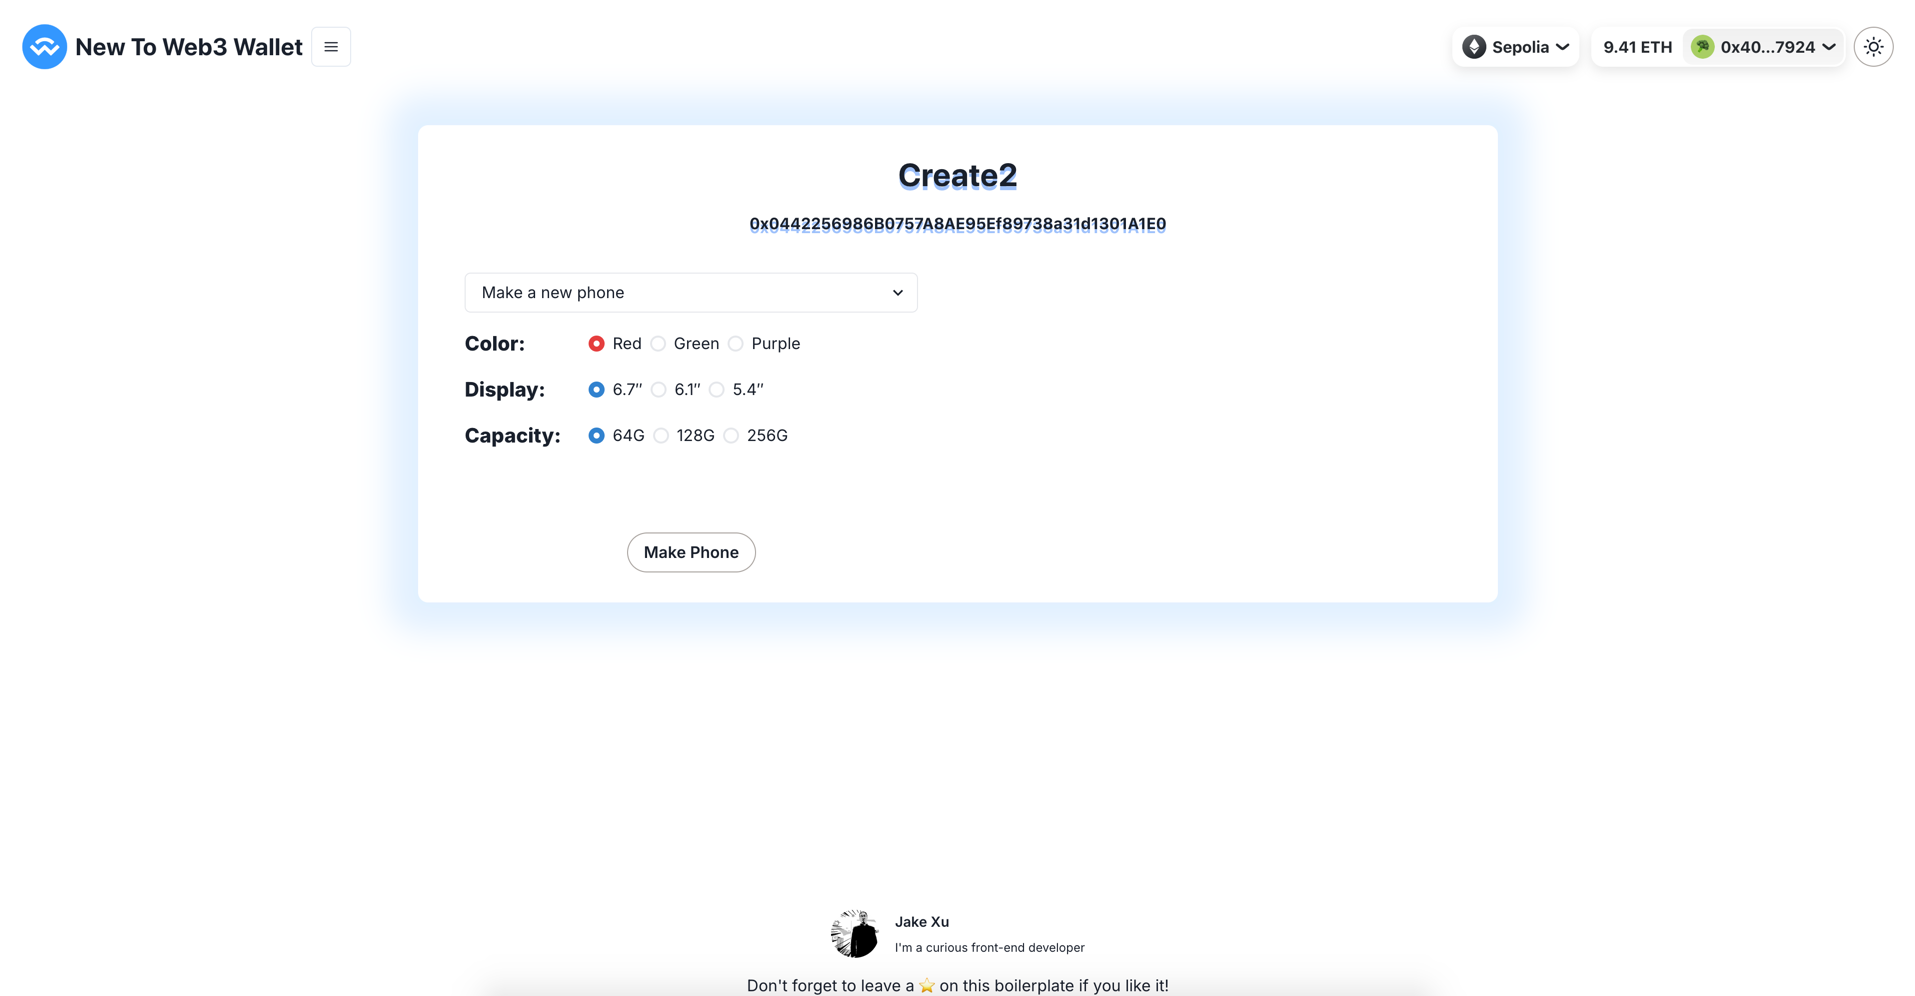 New To Web3 Wallet
Sepolia
9.41 ETH
0x40...7924
Create2
0x0442256986B0757A8AE95Ef89738a31d1301A1E0
Make a new phone
Color: Red Green Purple
Display: 6.7″ 6.1″ 5.4″
Capacity: 64G 128G 256G
Make Phone
Jake Xu
I'm a curious front-end developer
Don't forget to leave a ⭐ on this boilerplate if you like it!